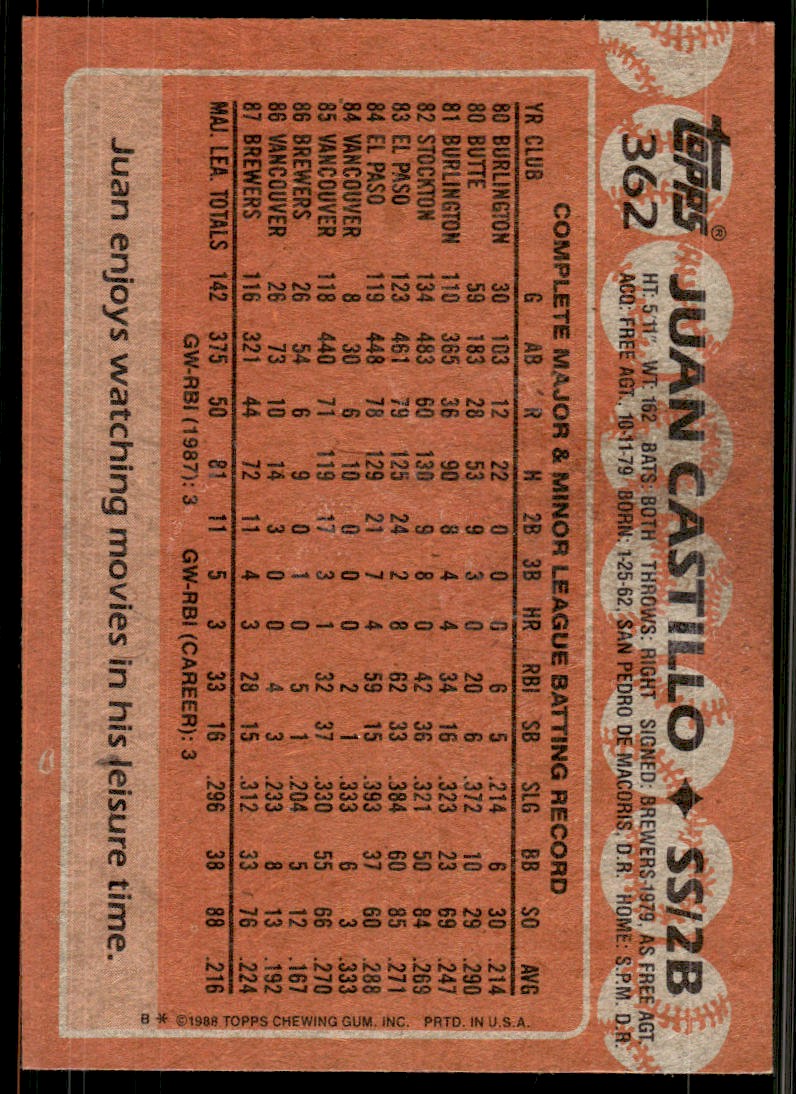 topps®
362
JUAN CASTILLO ♦ SS/2B
HT: 5'11" WT: 162 BATS: BOTH THROWS: RIGHT SIGNED: BREWERS-1979, AS FREE AGT.
ACQ: FREE AGT. 10-11-79 BORN: 1-25-62, SAN PEDRO DE MACORIS, D.R. HOME: S.P.M. D.R.
COMPLETE MAJOR & MINOR LEAGUE BATTING RECORD
YR CLUB G AB R H 2B 3B HR RBI SB SLG BB SO AVG
80 BURLINGTON 30 103 12 22 0 0 0 6 5 .214 6 30 .214
80 BUTTE 59 183 28 53 9 3 0 20 6 .372 10 29 .290
81 BURLINGTON 110 365 36 90 8 4 4 34 16 .323 23 69 .247
82 STOCKTON 134 483 60 130 9 8 0 42 36 .321 50 84 .269
83 EL PASO 123 461 79 125 24 2 8 62 33 .384 60 85 .271
84 EL PASO 119 448 78 129 21 7 4 59 15 .393 37 60 .288
84 VANCOUVER 8 30 6 10 0 0 0 2 1 .333 6 3 .333
85 VANCOUVER 118 440 71 119 17 3 1 32 37 .330 55 66 .270
86 BREWERS 26 54 6 9 0 1 0 5 1 .204 5 12 .167
86 VANCOUVER 26 73 10 14 3 0 0 4 3 .233 8 13 .192
87 BREWERS 116 321 44 72 11 4 3 28 15 .312 33 76 .224
MAJ. LEA. TOTALS 142 375 50 81 11 5 3 33 16 .296 38 88 .216
GW-RBI (1987): 3 GW-RBI (CAREER): 3
B * ©1988 TOPPS CHEWING GUM, INC. PRTD. IN U.S.A.
Juan enjoys watching movies in his leisure time.